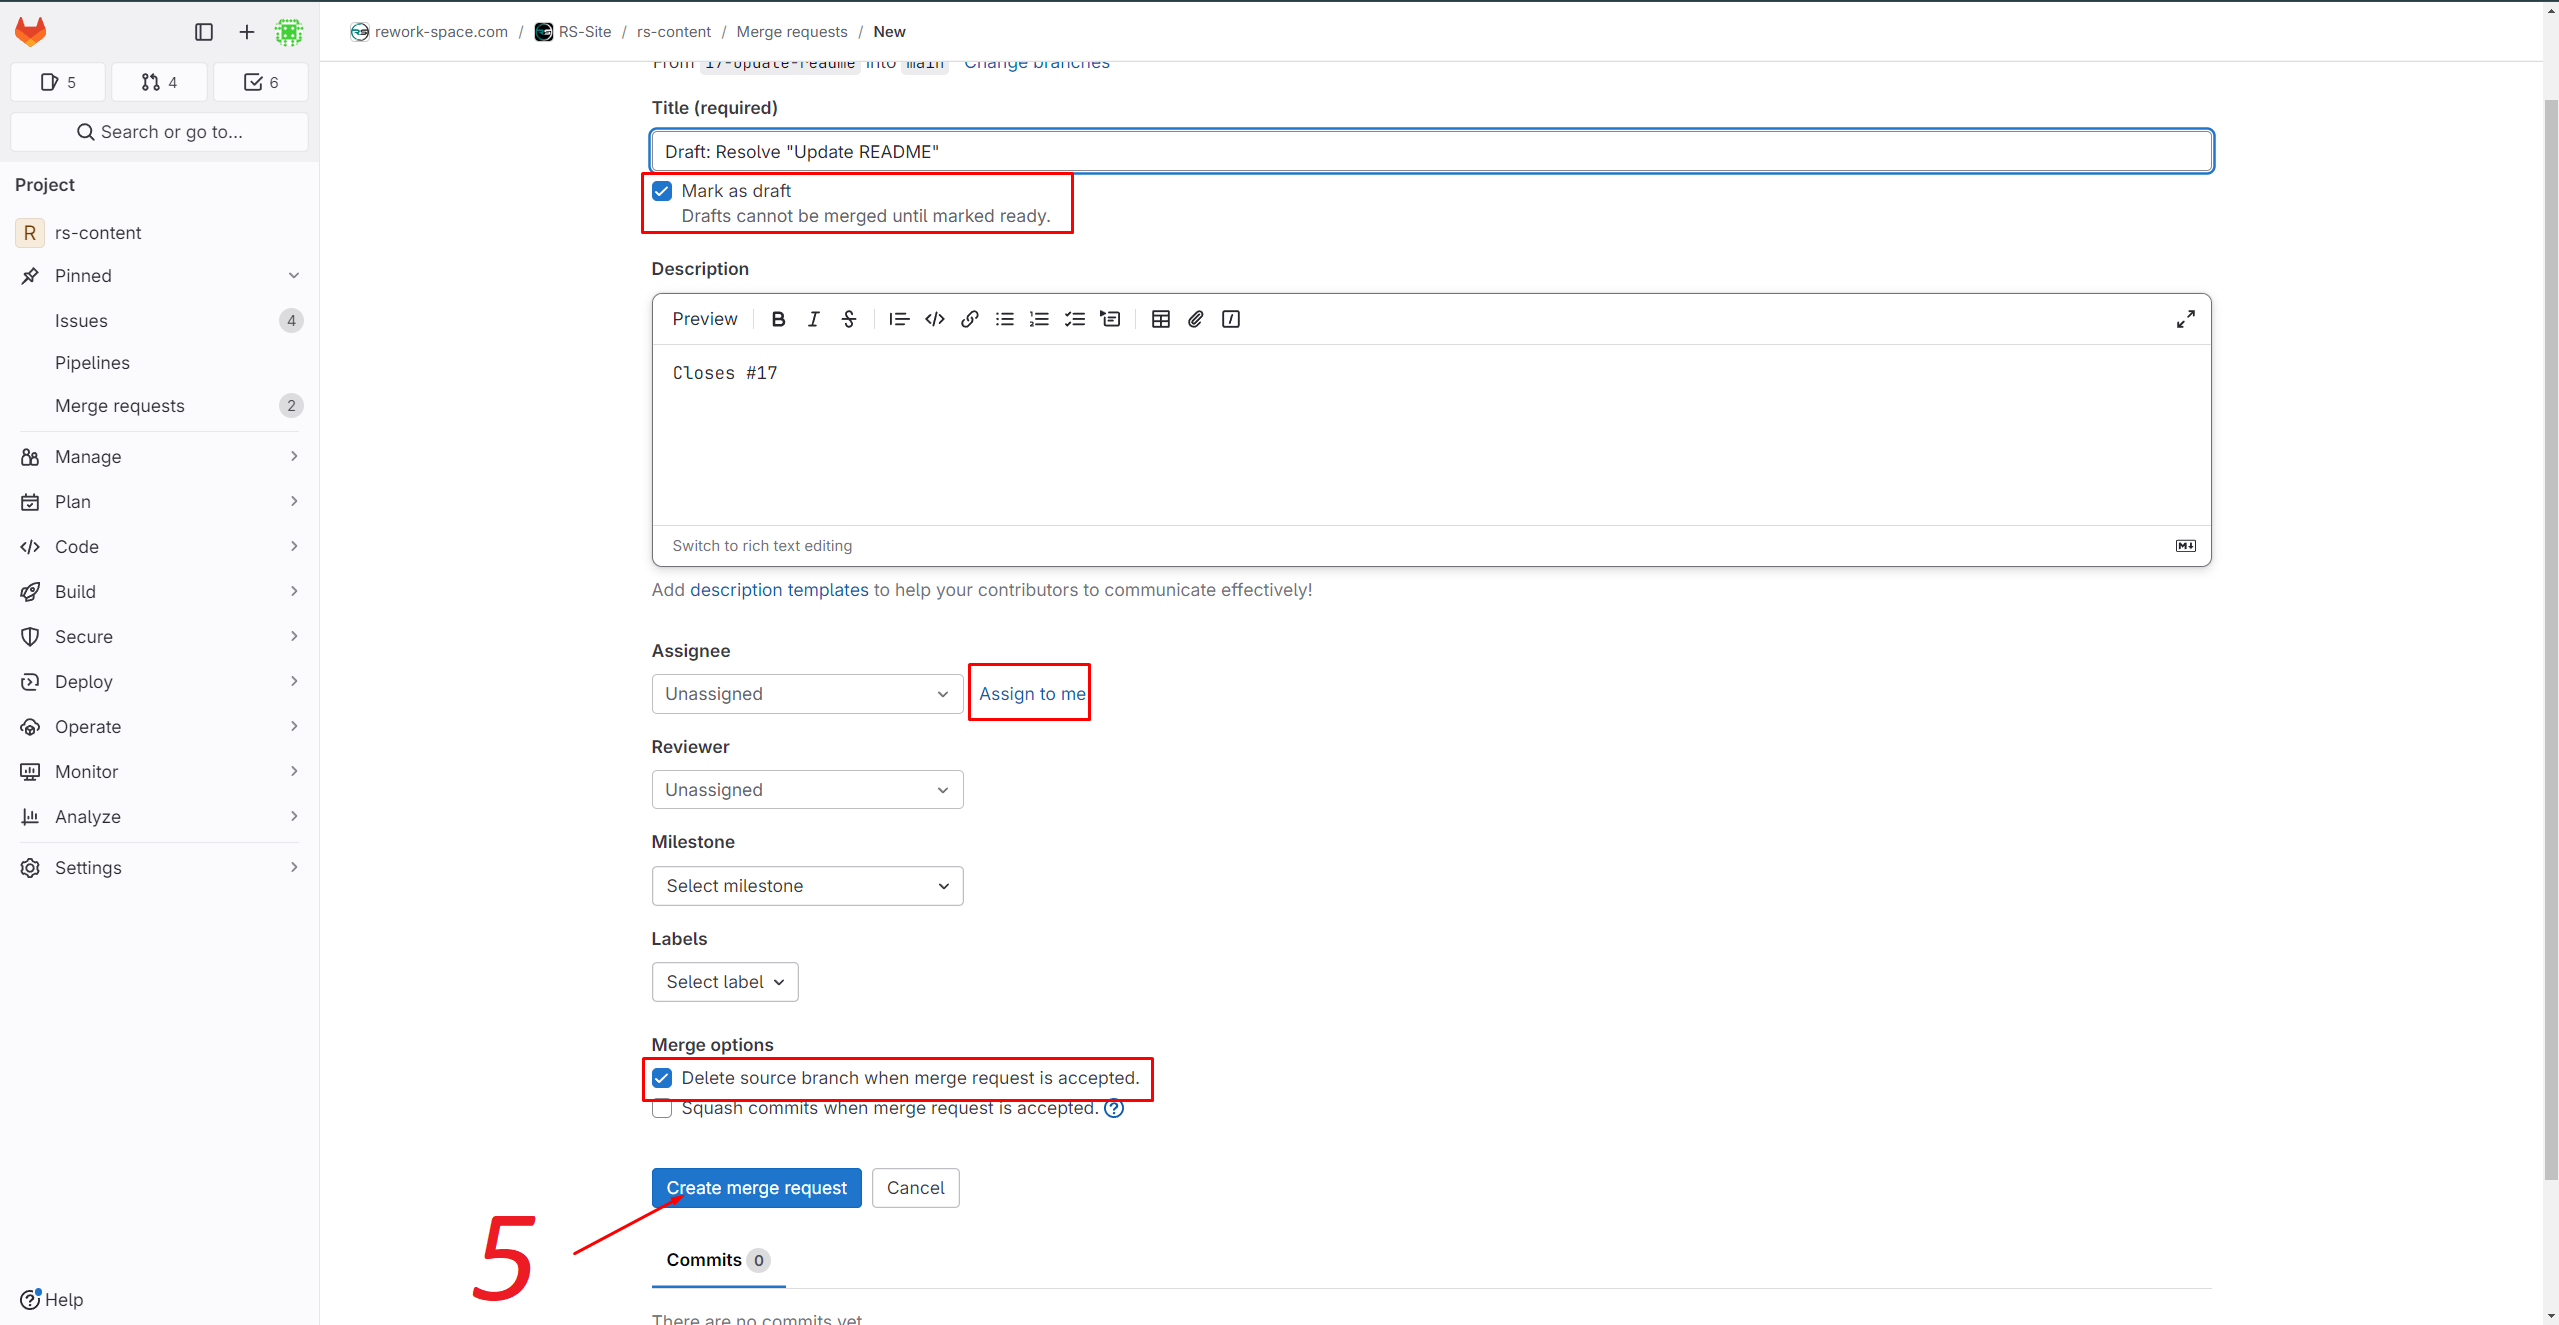 rework-space.com / RS-Site / rs-content / Merge requests / New
5
4
6
Search or go to...
Project
R rs-content
Pinned
Issues 4
Pipelines
Merge requests 2
Manage
Plan
Code
Build
Secure
Deploy
Operate
Monitor
Analyze
Settings
Help
From 17-update-readme into main Change branches
Title (required)
Draft: Resolve "Update README"
Mark as draft
Drafts cannot be merged until marked ready.
Description
Preview
Closes #17
Switch to rich text editing
Add description templates to help your contributors to communicate effectively!
Assignee
Unassigned
Assign to me
Reviewer
Unassigned
Milestone
Select milestone
Labels
Select label
Merge options
Delete source branch when merge request is accepted.
Squash commits when merge request is accepted.
Create merge request
Cancel
5
Commits 0
There are no commits yet